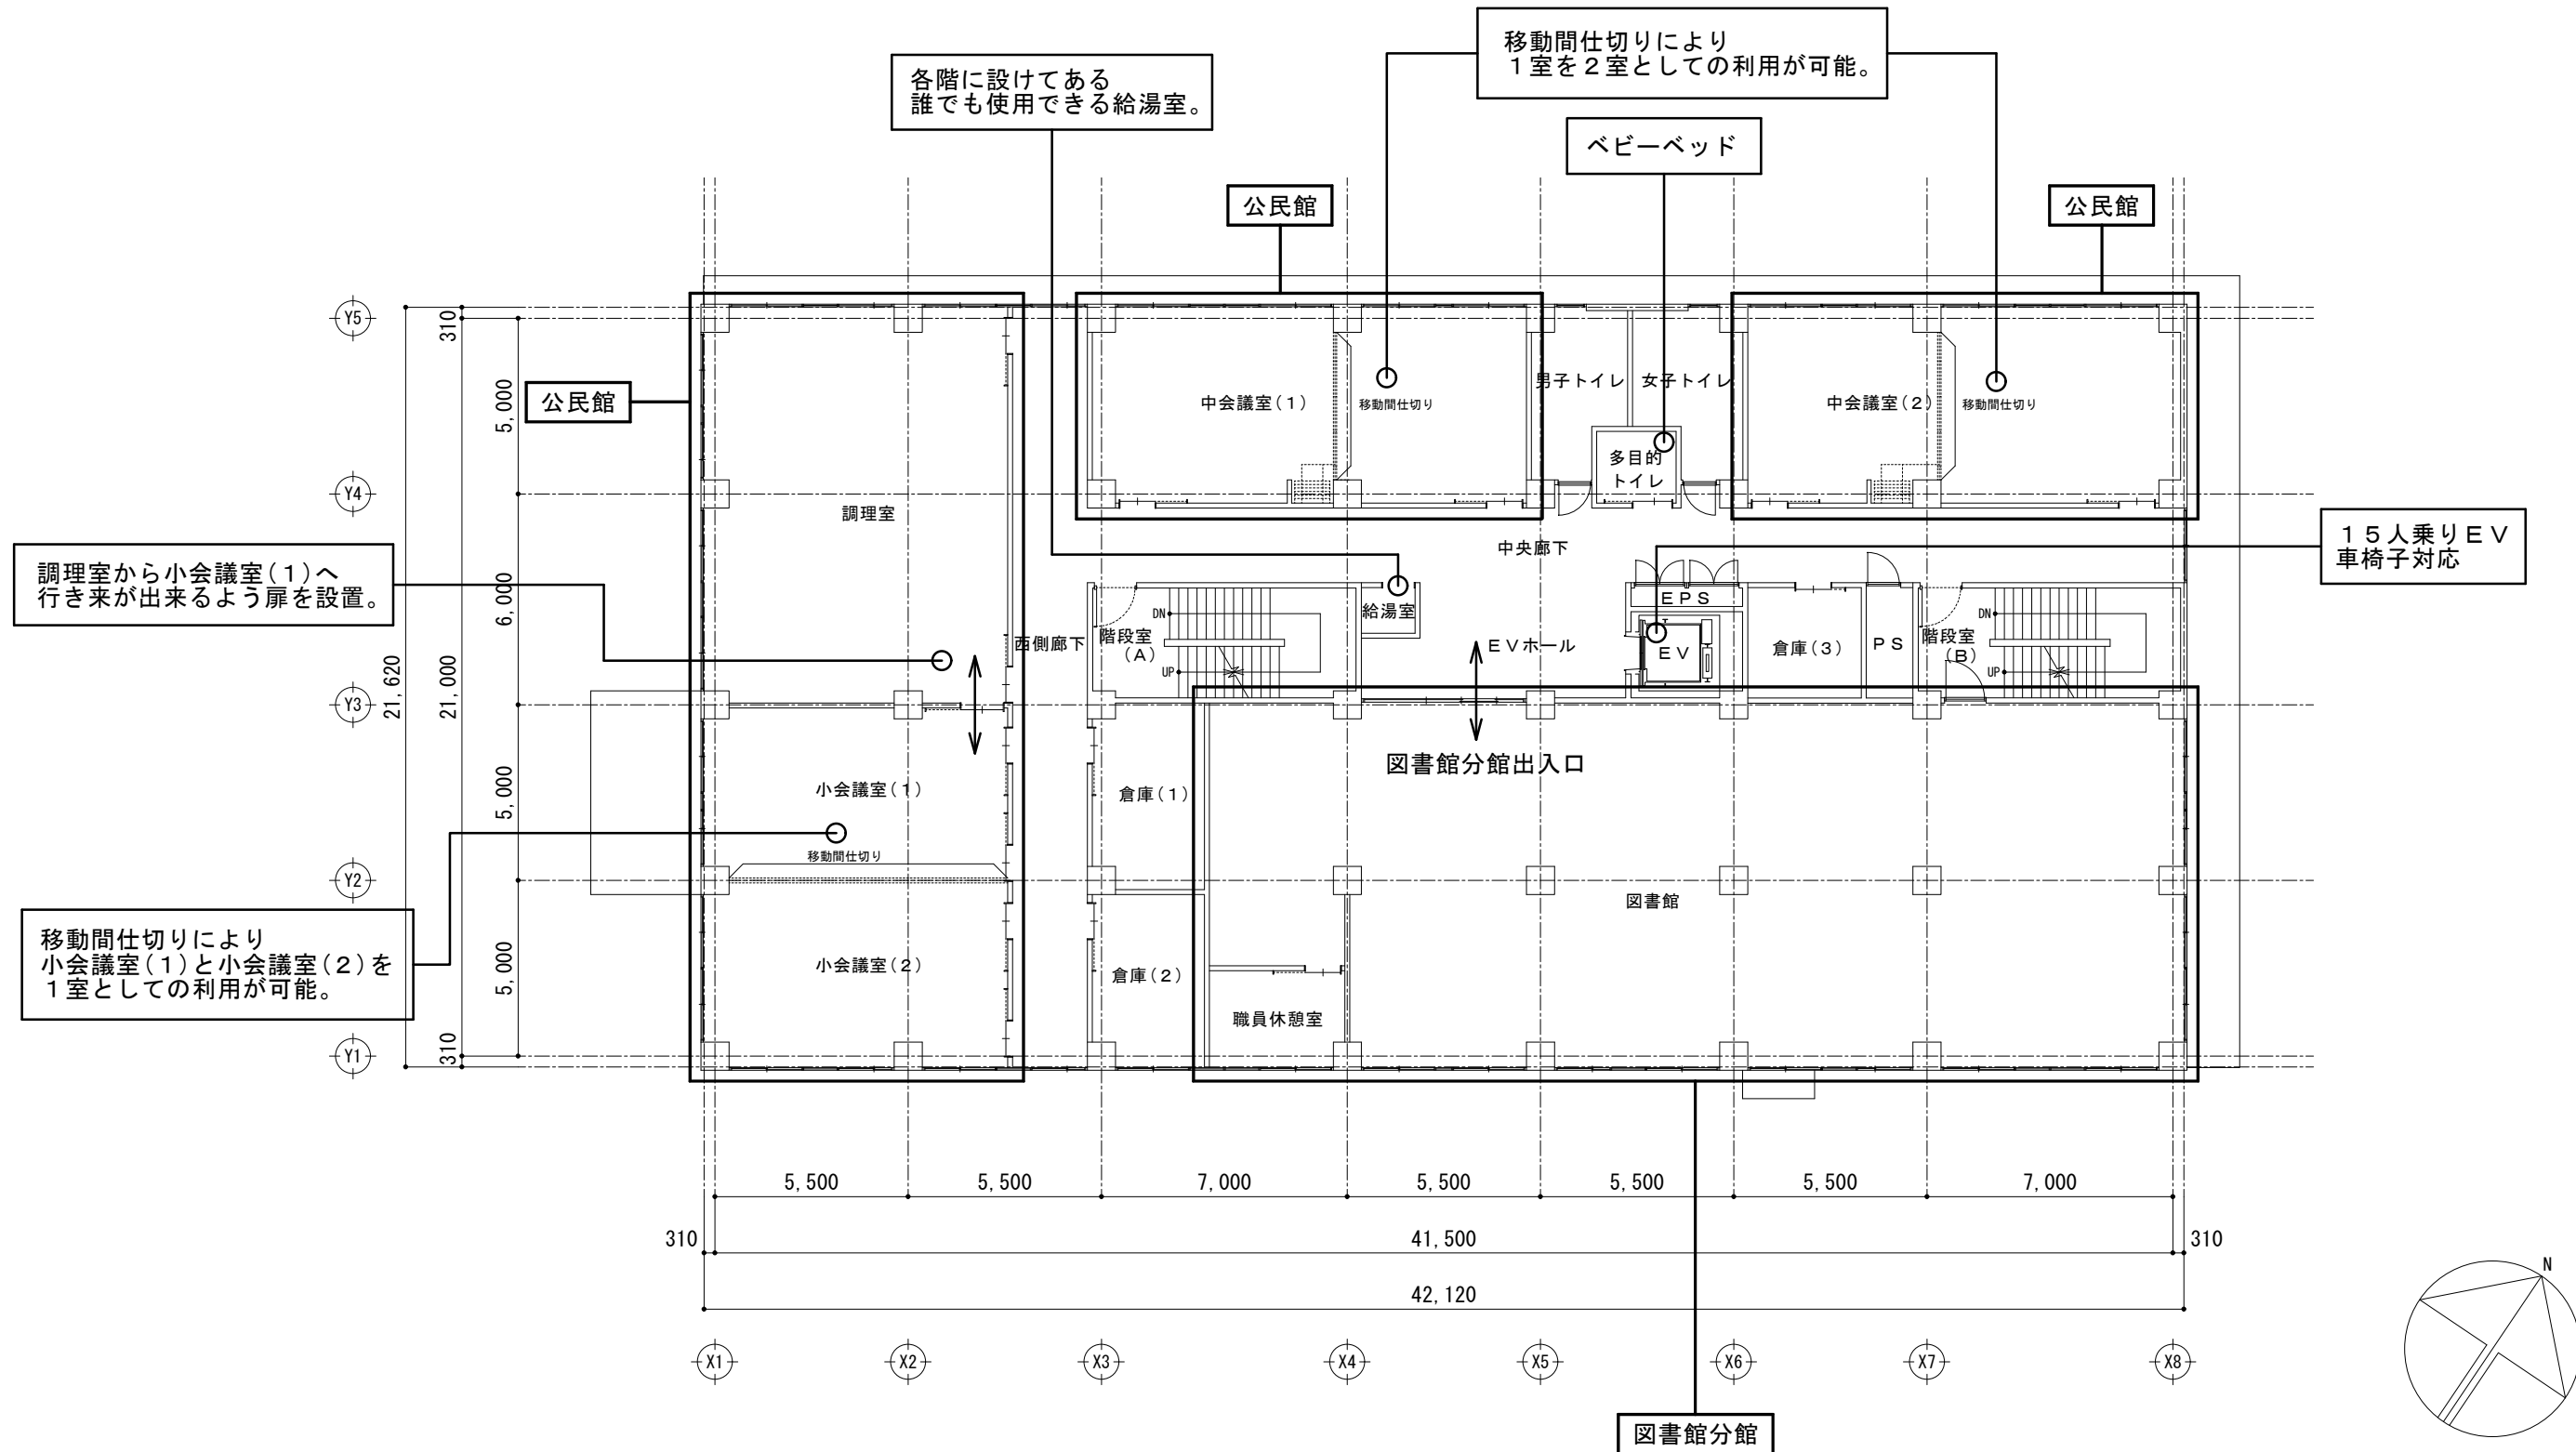 移動間仕切りにより
１室を２室としての利用が可能。
各階に設けてある
誰でも使用できる給湯室。
ベビーベッド
公民館
公民館
Y5
310
公民館
5,000
中会議室(１)
移動間仕切り
男子トイレ
女子トイレ
中会議室(２)
移動間仕切り
多目的
トイレ
Y4
調理室
中央廊下
１５人乗りＥＶ
車椅子対応
調理室から小会議室(１)へ
行き来が出来るよう扉を設置。
6,000
21,620
21,000
西側廊下
階段室
(A)
DN
UP
給湯室
ＥＶホール
ＥＰＳ
ＥＶ
倉庫(３)
ＰＳ
階段室
(B)
DN
UP
Y3
図書館分館出入口
5,000
小会議室(１)
倉庫(１)
移動間仕切り
Y2
図書館
移動間仕切りにより
小会議室(１)と小会議室(２)を
１室としての利用が可能。
5,000
小会議室(２)
倉庫(２)
職員休憩室
310
Y1
5,500
5,500
7,000
5,500
5,500
5,500
7,000
310
41,500
310
42,120
N
X1
X2
X3
X4
X5
X6
X7
X8
図書館分館